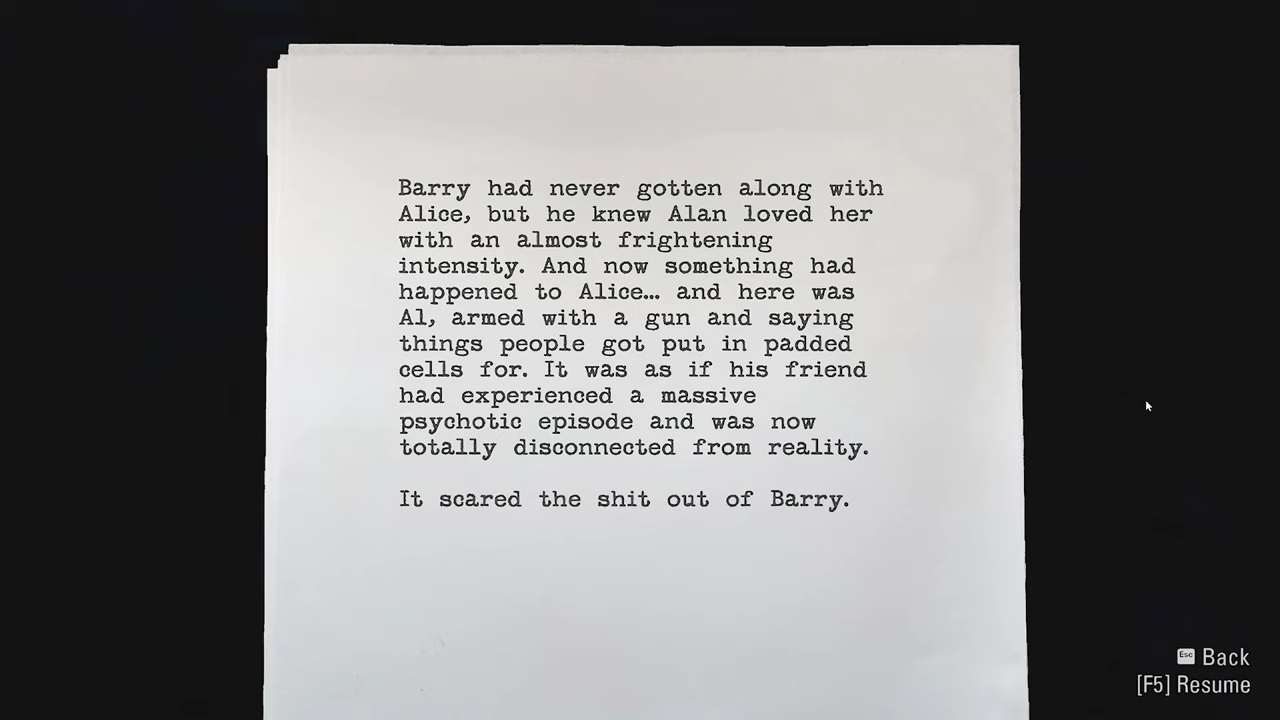 Barry had never gotten along with
Alice, but he knew Alan loved her
with an almost frightening
intensity. And now something had
happened to Alice… and here was
Al, armed with a gun and saying
things people got put in padded
cells for. It was as if his friend
had experienced a massive
psychotic episode and was now
totally disconnected from reality.

It scared the shit out of Barry.

Esc Back
[F5] Resume